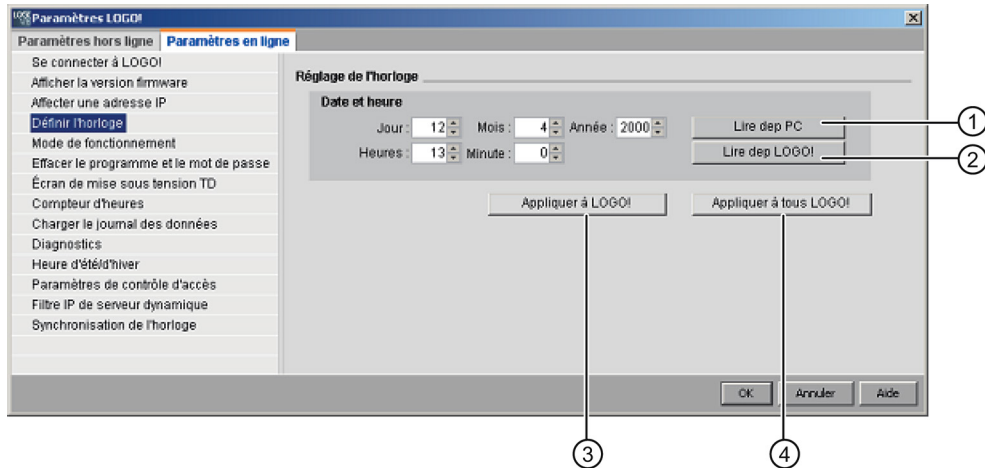 Paramètres LOGO!
Paramètres hors ligne Paramètres en ligne
Se connecter à LOGO!
Afficher la version firmware
Affecter une adresse IP
Définir l'horloge
Mode de fonctionnement
Effacer le programme et le mot de passe
Écran de mise sous tension TD
Compteur d'heures
Charger le journal des données
Diagnostics
Heure d'été/d'hiver
Paramètres de contrôle d'accès
Filtre IP de serveur dynamique
Synchronisation de l'horloge
Réglage de l'horloge
Date et heure
Jour : 12 Mois : 4 Année : 2000 Lire dep PC 1
Heures : 13 Minute : 0 Lire dep LOGO! 2
Appliquer à LOGO! Appliquer à tous LOGO!
OK Annuler Aide
3 4